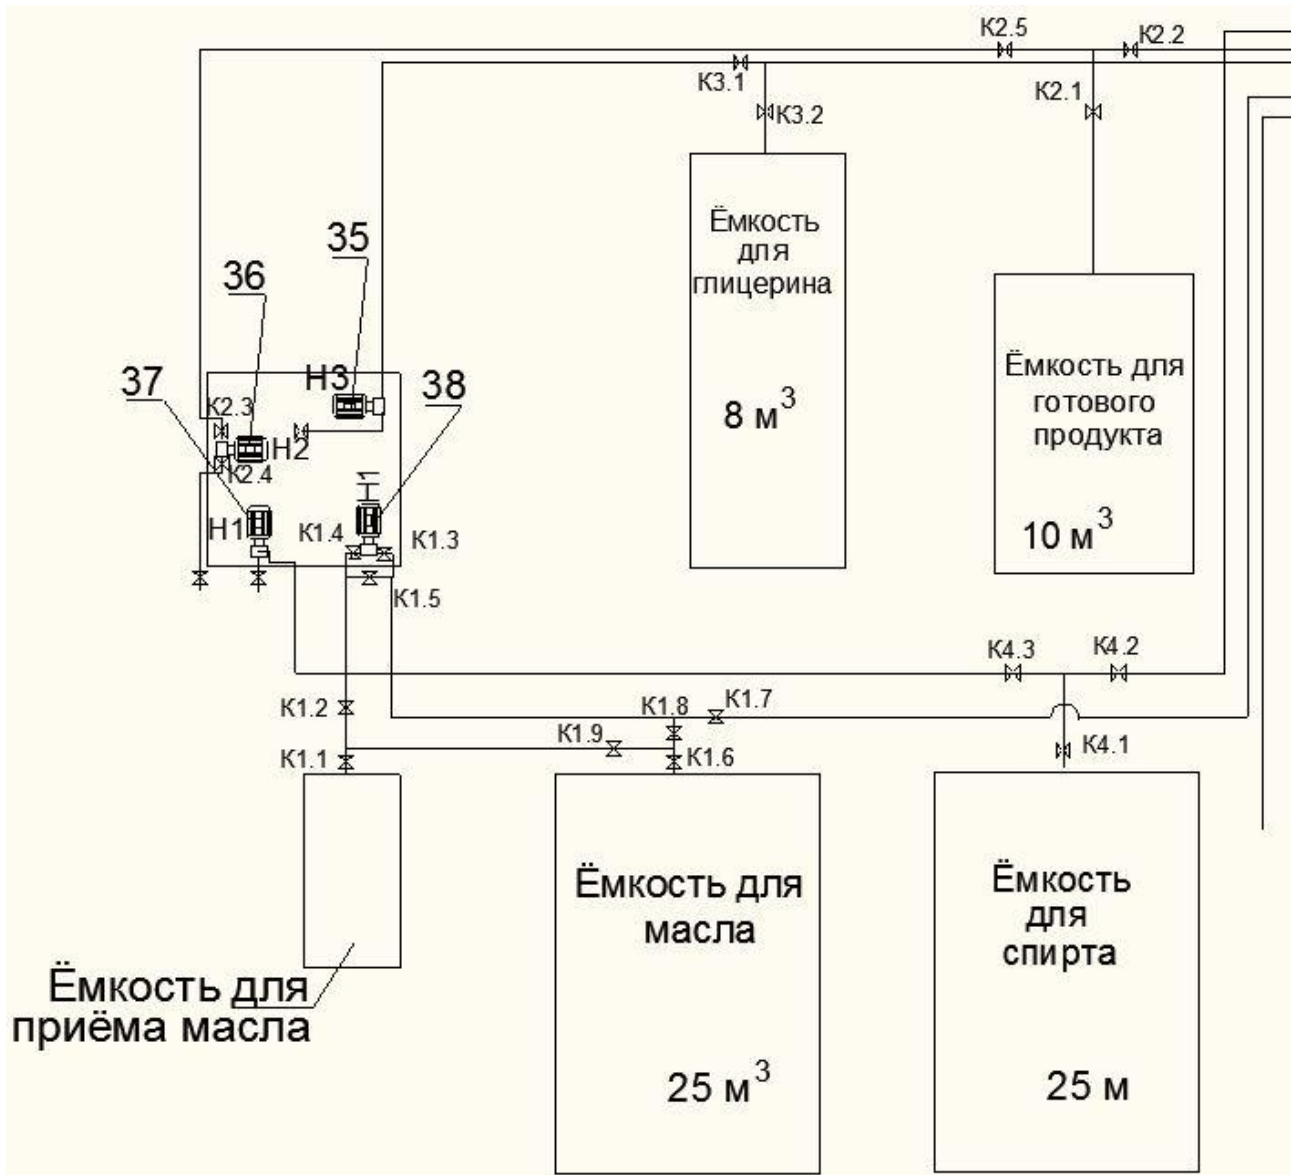 К2.5
К2.2
К3.1
К2.1
К3.2
Ёмкость
для
глицерина
8 м³
Ёмкость для
готового
продукта
10 м³
35
36
37
Н3
38
К2.3
Н2
К2.4
Н1
Н1
К1.4
К1.3
К1.5
К4.3
К4.2
К1.2
К1.8
К1.7
К1.9
К1.1
К1.6
К4.1
Ёмкость для
приёма масла
Ёмкость для
масла
25 м³
Ёмкость
для
спирта
25 м